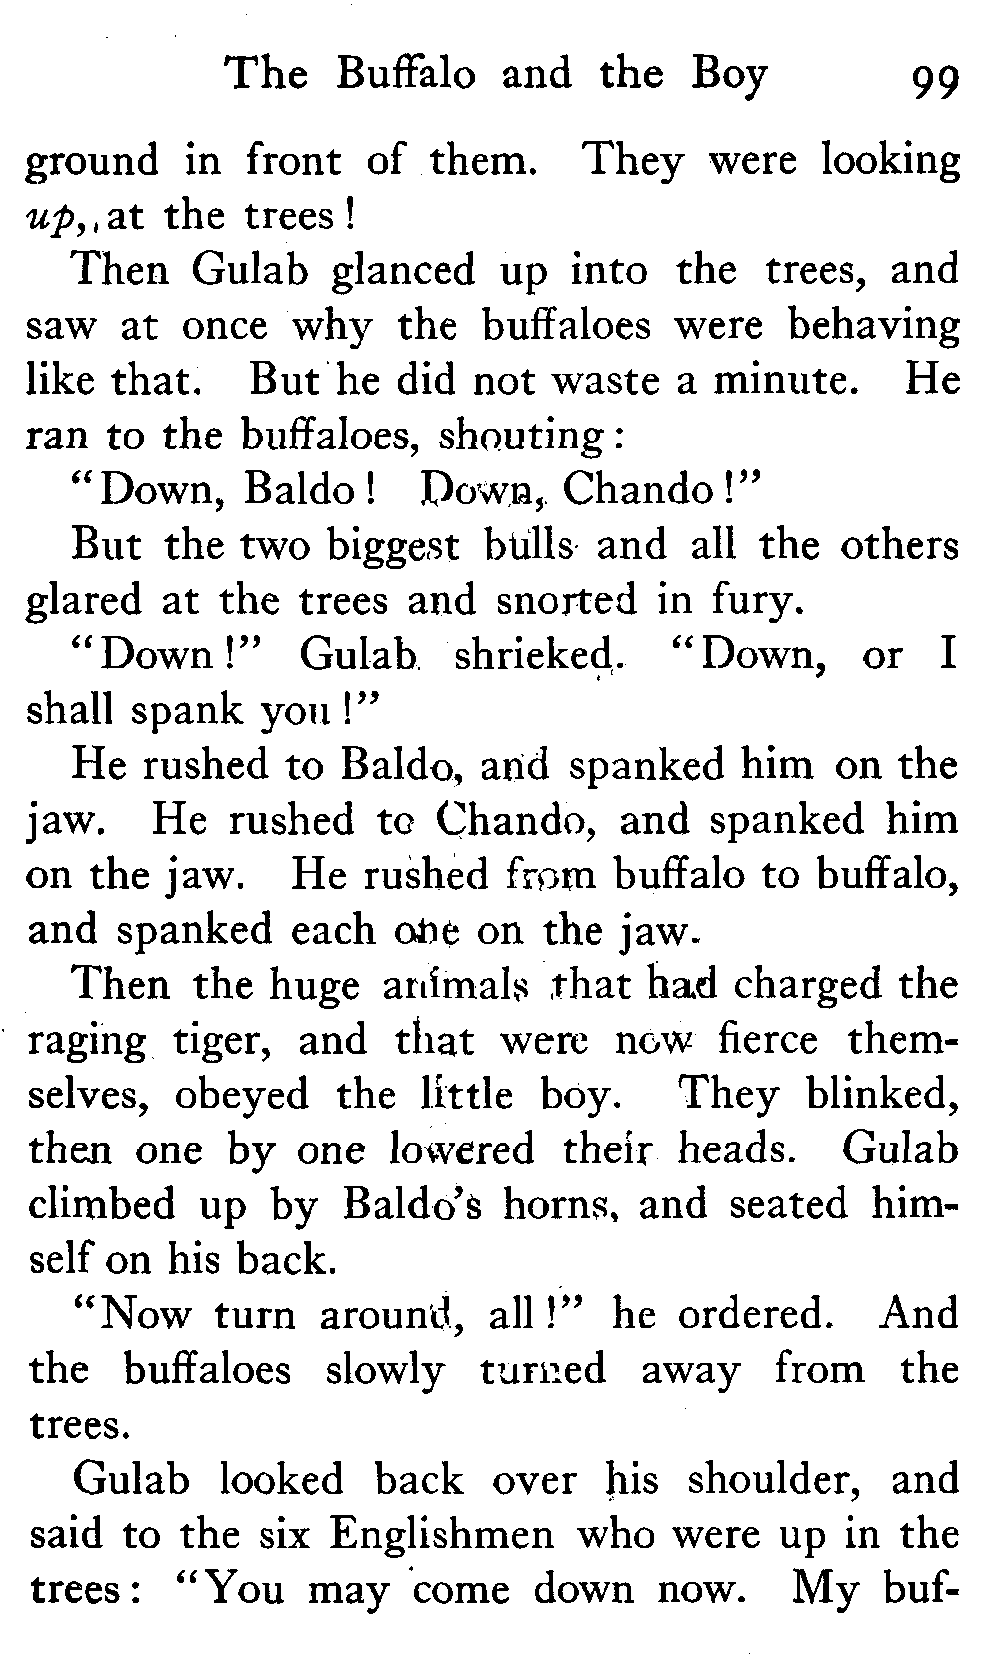 The Buffalo and the Boy 99
ground in front of them. They were looking
up, at the trees !
Then Gulab glanced up into the trees, and
saw at once why the buffaloes were behaving
like that. But he did not waste a minute. He
ran to the buffaloes, shouting :
"Down, Baldo ! Down, Chando !"
But the two biggest bulls and all the others
glared at the trees and snorted in fury.
"Down !" Gulab shrieked. "Down, or I
shall spank you !"
He rushed to Baldo, and spanked him on the
jaw. He rushed to Chando, and spanked him
on the jaw. He rushed from buffalo to buffalo,
and spanked each one on the jaw.
Then the huge animals that had charged the
raging tiger, and that were now fierce them-
selves, obeyed the little boy. They blinked,
then one by one lowered their heads. Gulab
climbed up by Baldo's horns, and seated him-
self on his back.
"Now turn around, all !" he ordered. And
the buffaloes slowly turned away from the
trees.
Gulab looked back over his shoulder, and
said to the six Englishmen who were up in the
trees : "You may come down now. My buf-